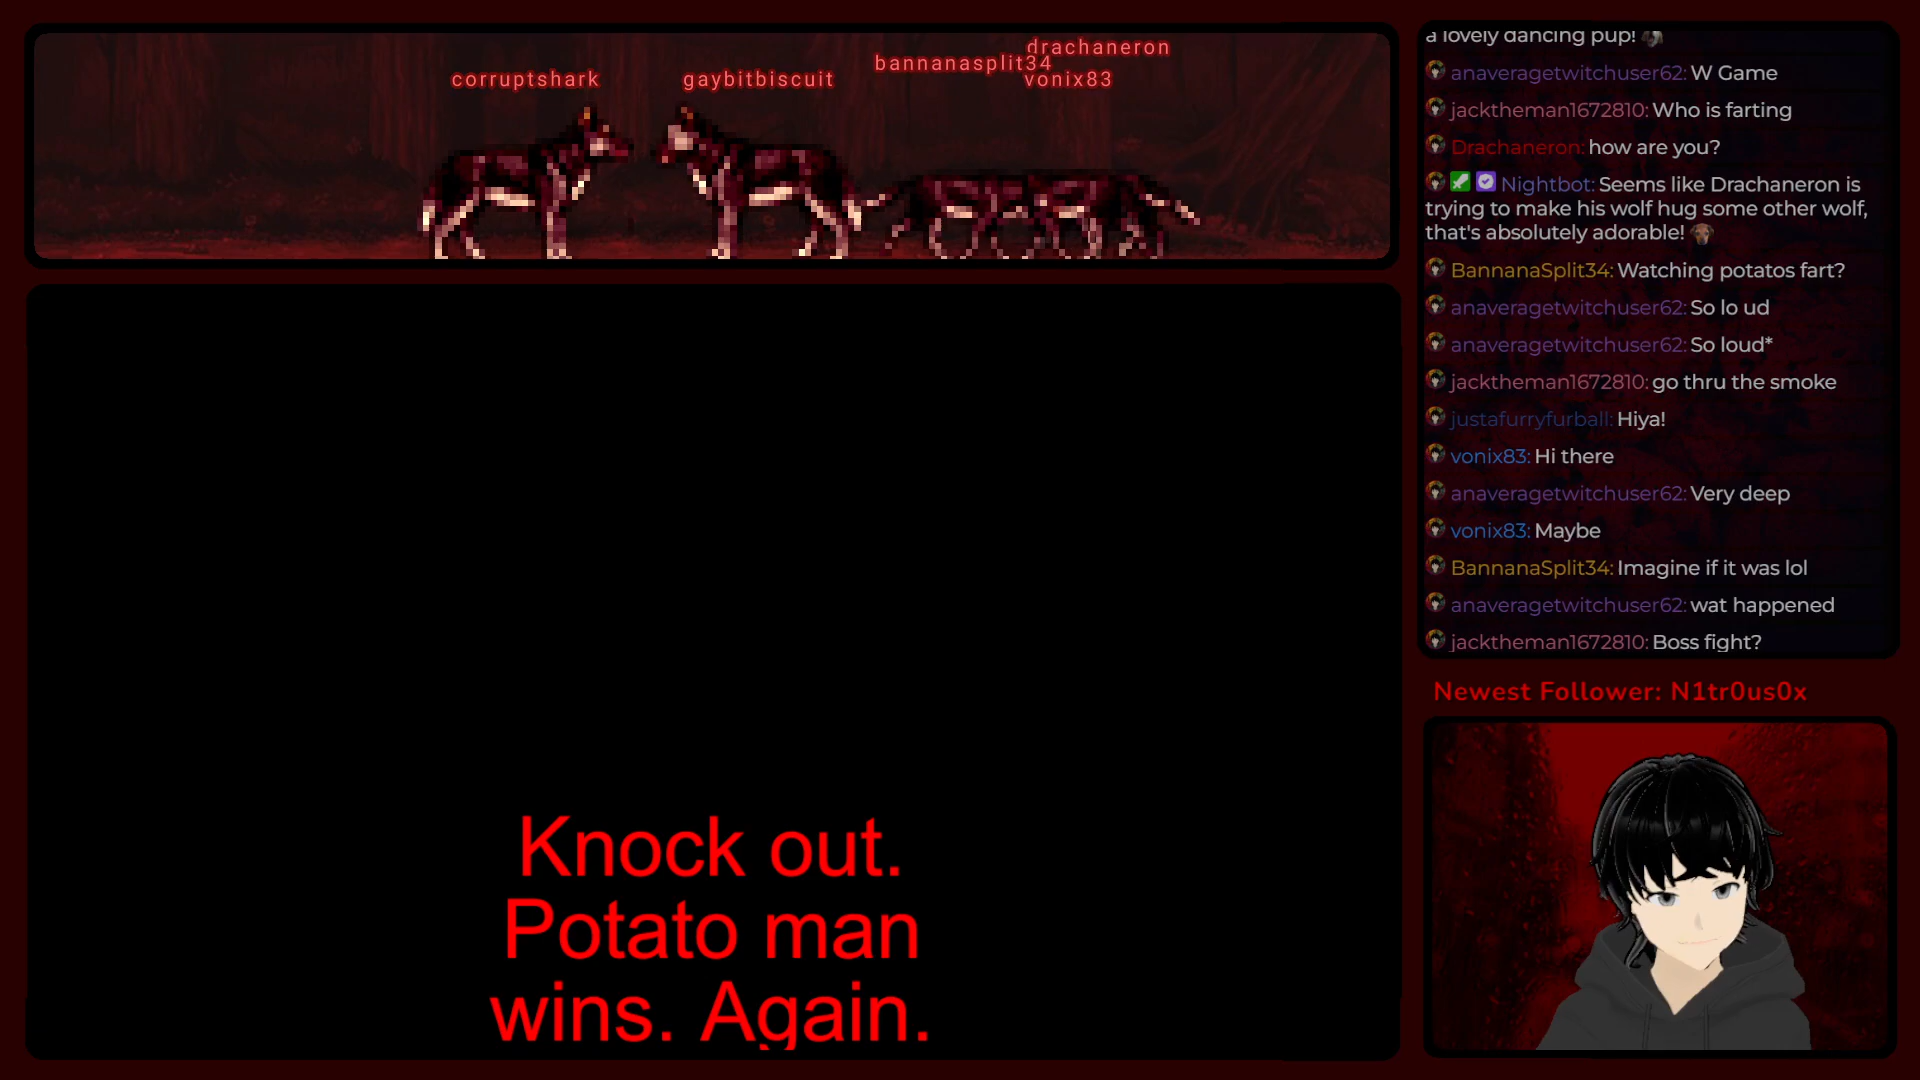 corruptshark
gaybitbiscuit
bannanasplit34
drachaneron
vonix83
a lovely dancing pup!
anaveragetwitchuser62: W Game
jacktheman1672810: Who is farting
Drachaneron: how are you?
Nightbot: Seems like Drachaneron is
trying to make his wolf hug some other wolf,
that's absolutely adorable!
BannanaSplit34: Watching potatos fart?
anaveragetwitchuser62: So lo ud
anaveragetwitchuser62: So loud*
jacktheman1672810: go thru the smoke
justafurryfurball: Hiya!
vonix83: Hi there
anaveragetwitchuser62: Very deep
vonix83: Maybe
BannanaSplit34: Imagine if it was lol
anaveragetwitchuser62: wat happened
jacktheman1672810: Boss fight?
Newest Follower: N1tr0us0x
Knock out.
Potato man
wins. Again.